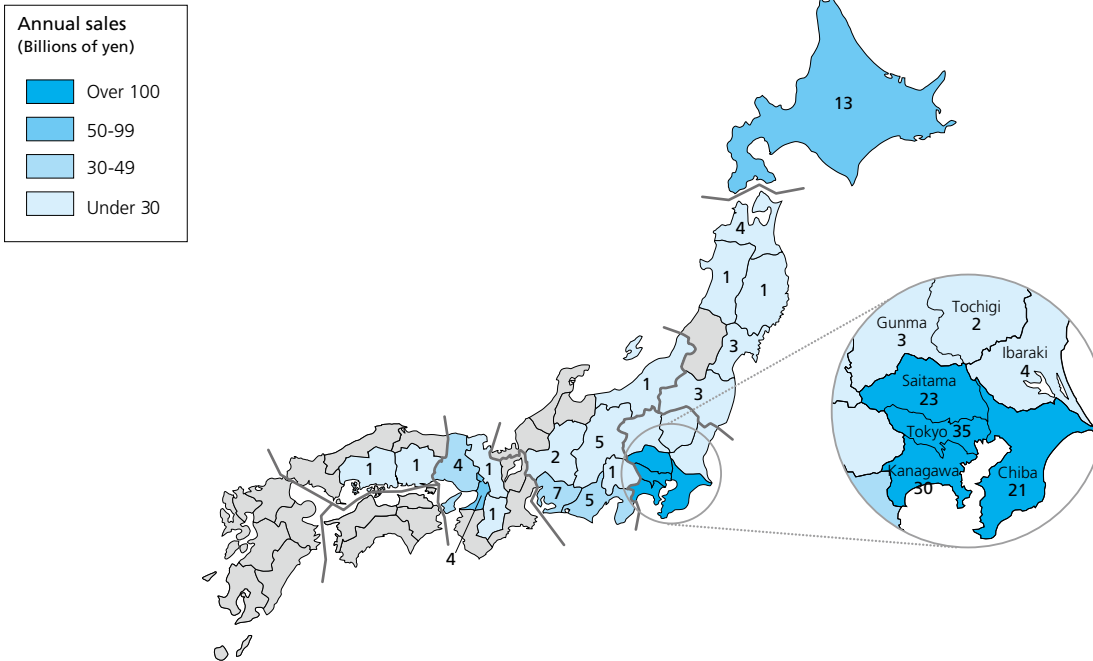 Annual sales
(Billions of yen)
Over 100
50-99
30-49
Under 30
13
4
1
1
3
1
3
5
2
1
7
5
1
1
4
1
1
4
Tochigi
2
Gunma
3
Ibaraki
4
Saitama
23
Tokyo 35
Kanagawa
30
Chiba
21